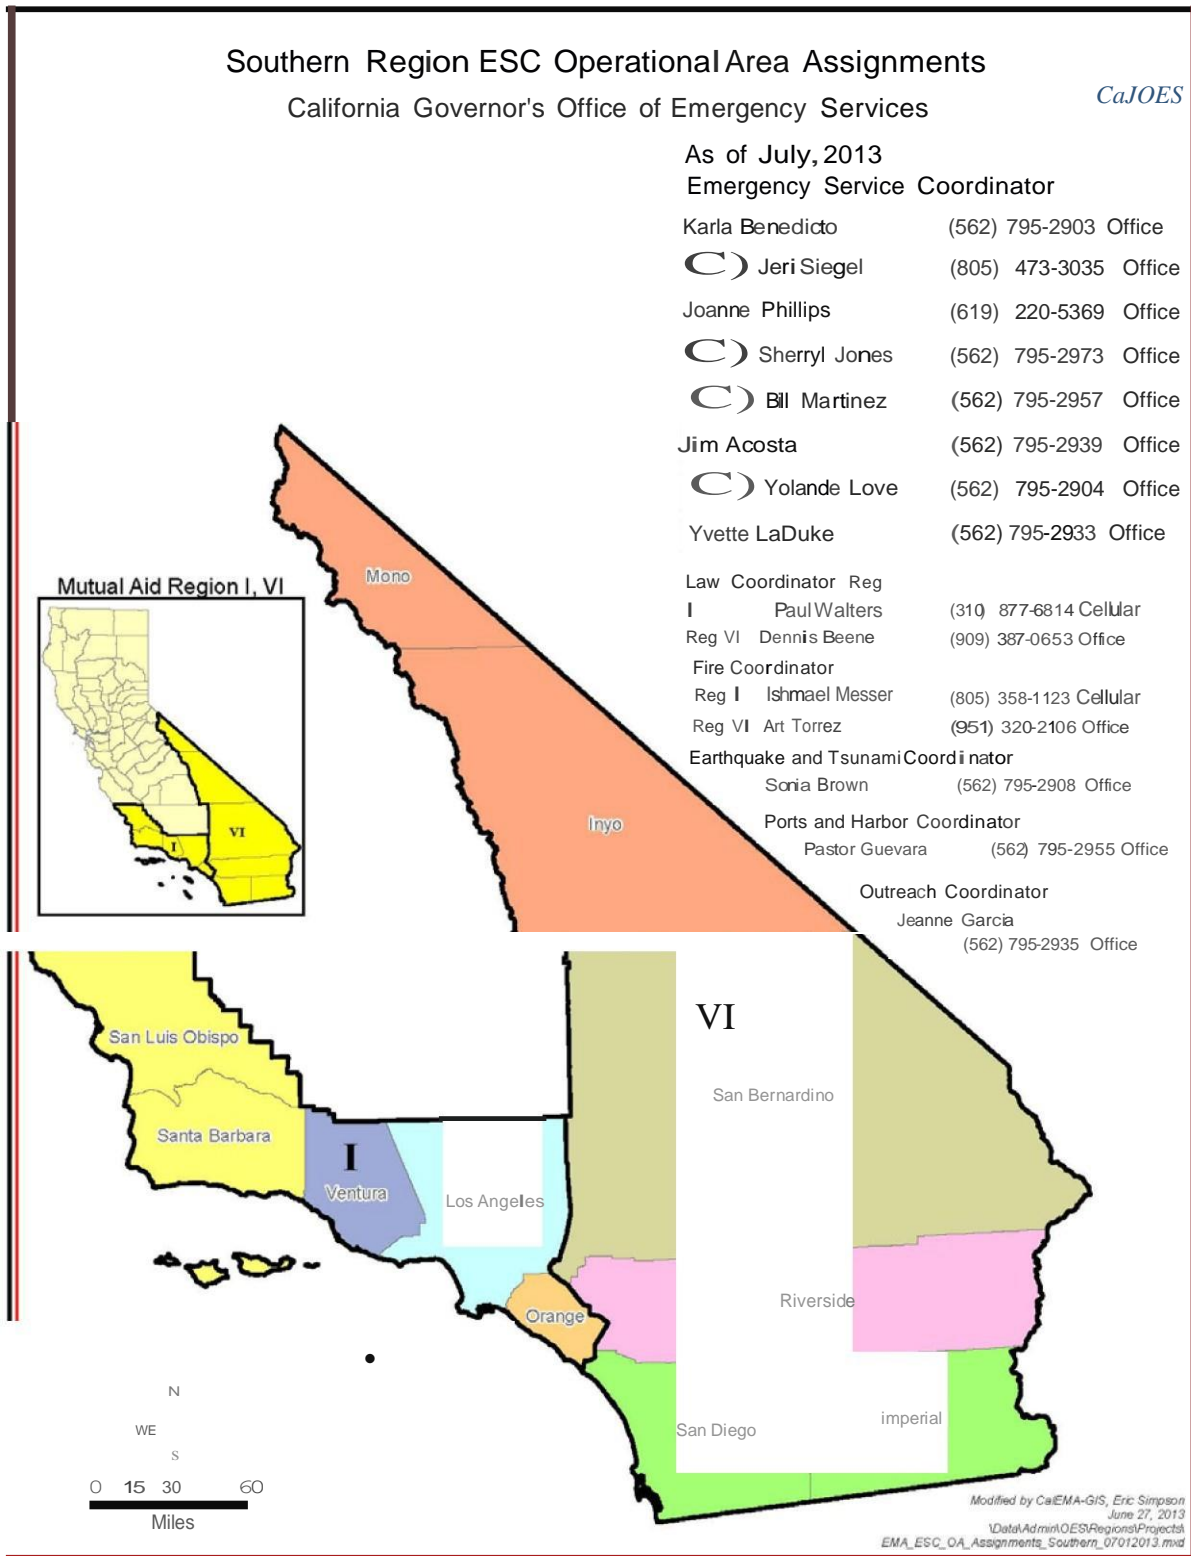 Southern Region ESC Operational Area Assignments
California Governor's Office of Emergency Services
CaJOES
As of July, 2013
Emergency Service Coordinator
Karla Benedicto (562) 795-2903 Office
C) Jeri Siegel (805) 473-3035 Office
Joanne Phillips (619) 220-5369 Office
C) Sherryl Jones (562) 795-2973 Office
C) Bill Martinez (562) 795-2957 Office
Jim Acosta (562) 795-2939 Office
C) Yolande Love (562) 795-2904 Office
Yvette LaDuke (562) 795-2933 Office
Law Coordinator Reg
I Paul Walters (310) 877-6814 Cellular
Reg VI Dennis Beene (909) 387-0653 Office
Fire Coordinator
Reg I Ishmael Messer (805) 358-1123 Cellular
Reg VI Art Torrez (951) 320-2106 Office
Earthquake and Tsunami Coordinator
Sonia Brown (562) 795-2908 Office
Ports and Harbor Coordinator
Pastor Guevara (562) 795-2955 Office
Outreach Coordinator
Jeanne Garcia
(562) 795-2935 Office
Mutual Aid Region I, VI
VI
I
Mono
Inyo
VI
San Luis Obispo
San Bernardino
Santa Barbara
I
Ventura
Los Angeles
Riverside
Orange
imperial
San Diego
N
WE
S
0 15 30 60
Miles
Modified by CalEMA-GIS, Eric Simpson
June 27, 2013
\Data\Admin\OES\Regions\Projects\
EMA_ESC_OA_Assignments_Southern_07012013.mxd